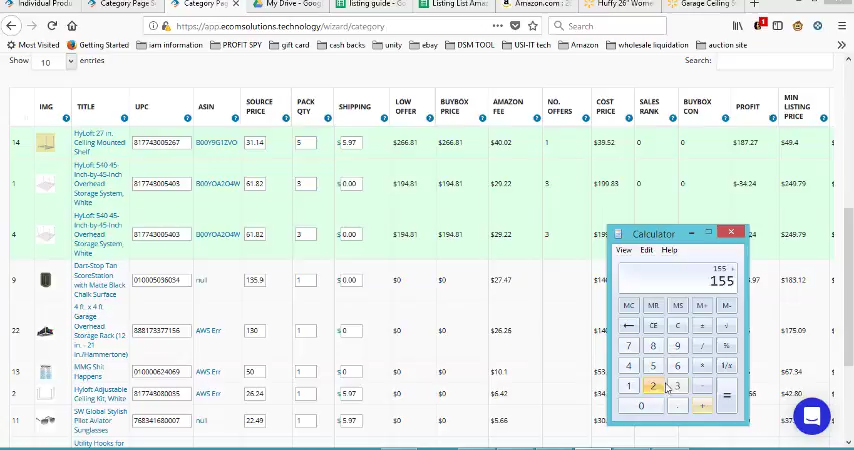 Individual Produ
Category Page S
Category Pag
My Drive - Goog
listing guide - Go
Listing List Amaz
Amazon.com : 2
Huffy 26" Wome
Garage Ceiling S
https://app.ecomsolutions.technology/wizard/category
Search
Most Visited Getting Started iam information PROFIT SPY gift card cash backs unity ebay DSM TOOL USI-IT tech Amazon wholesale liquidation auction site
Show 10 entries
Search:
IMG TITLE UPC ASIN SOURCE PRICE PACK QTY SHIPPING LOW OFFER BUYBOX PRICE AMAZON FEE NO. OFFERS COST PRICE SALES RANK BUYBOX CON PROFIT MIN LISTING PRICE
14 HyLoft 27 in. Ceiling Mounted Shelf 817743005267 B00Y9G1ZVO 31.14 5 $ 5.97 $266.81 $266.81 $40.02 1 $39.52 0 0 $187.27 $49.4
1 HyLoft 540 45-Inch-by-45-Inch Overhead Storage System, White 817743005403 B00YOA2O4W 61.82 3 $ 0.00 $194.81 $194.81 $29.22 3 $199.83 0 0 $-34.24 $249.79
4 HyLoft 540 45-Inch-by-45-Inch Overhead Storage System, White 817743005403 B00YOA2O4W 61.82 3 $ 0.00 $194.81 $194.81 $29.22 3 $249.79
9 Dart-Stop Tan ScoreStation with Matte Black Chalk Surface 010005036034 null 135.9 1 $ 0.00 $0 $0 $27.47 $183.12
22 4 ft. x 4 ft. Garage Overhead Storage Rack (12 in. - 21 in./Hammertone) 888173377156 AWS Err 130 1 $ 0 $0 $0 $26.26 $175.09
13 MMG Shit Happens 010000624069 AWS Err 50 1 $ 0 $0 $0 $10.1 $67.34
2 Hyloft Adjustable Ceiling Kit, White 817743080035 AWS Err 26.24 1 $ 5.97 $0 $0 $6.42 $42.80
11 SW Global Stylish Pilot Aviator Sunglasses 768341680007 null 22.49 1 $ 5.97 $0 $0 $5.66
Utility Hooks for
Calculator
View Edit Help
155 +
155
MC MR MS M+ M-
← CE C ± √
7 8 9 / %
4 5 6 * 1/x
1 2 3 - =
0 . +